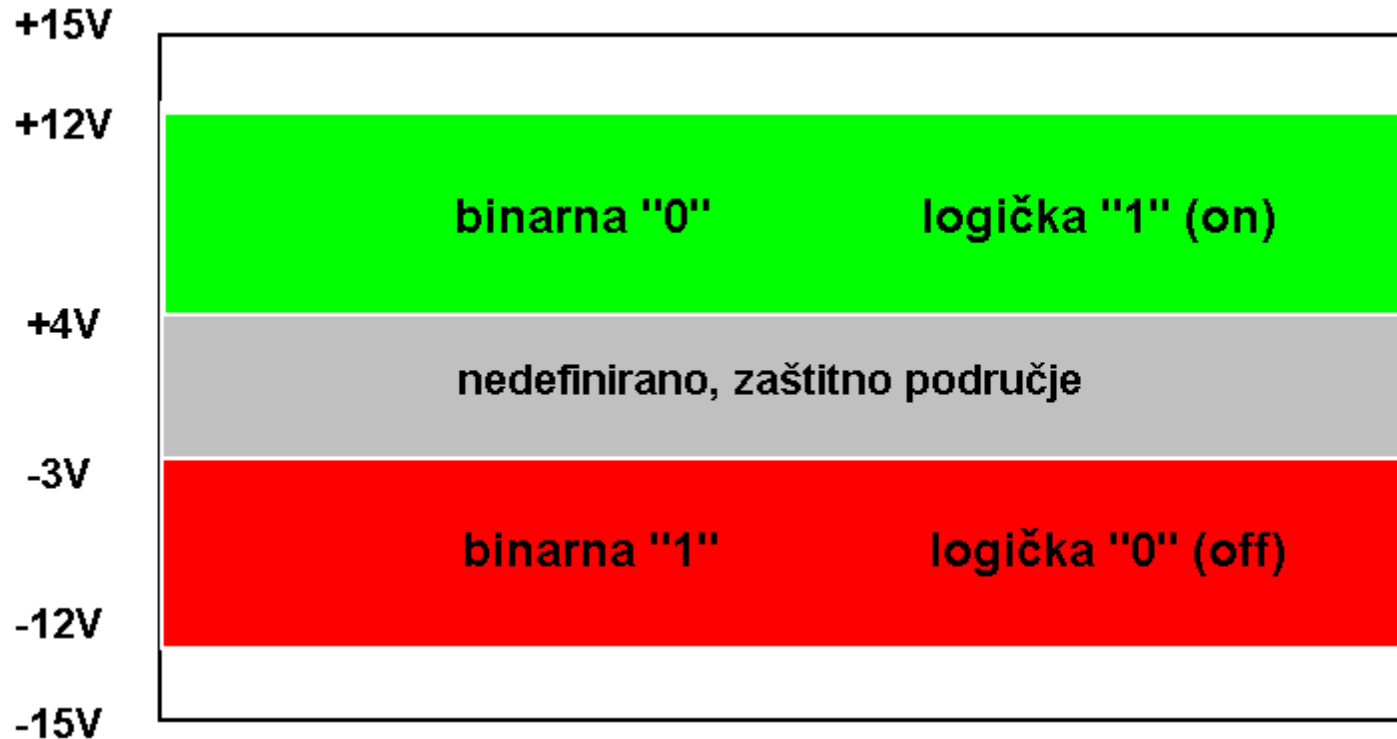 +15V
+12V
binarna "0" logička "1" (on)
+4V
nedefinirano, zaštitno područje
-3V
binarna "1" logička "0" (off)
-12V
-15V